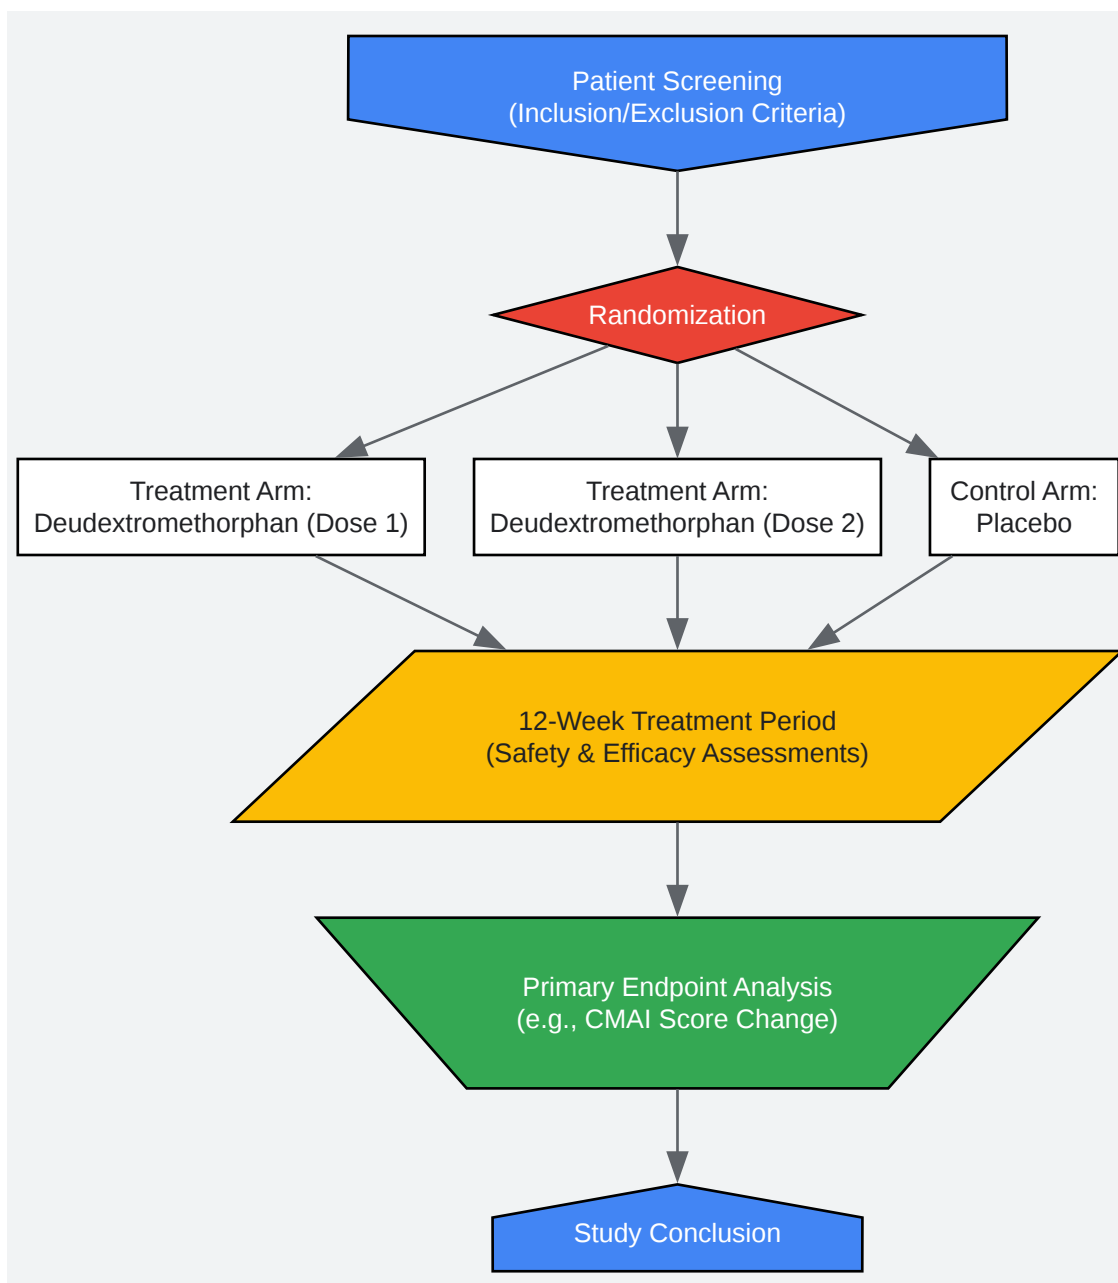 Patient Screening
(Inclusion/Exclusion Criteria)
Randomization
Treatment Arm:
Deudextromethorphan (Dose 1)
Treatment Arm:
Deudextromethorphan (Dose 2)
Control Arm:
Placebo
12-Week Treatment Period
(Safety & Efficacy Assessments)
Primary Endpoint Analysis
(e.g., CMAI Score Change)
Study Conclusion